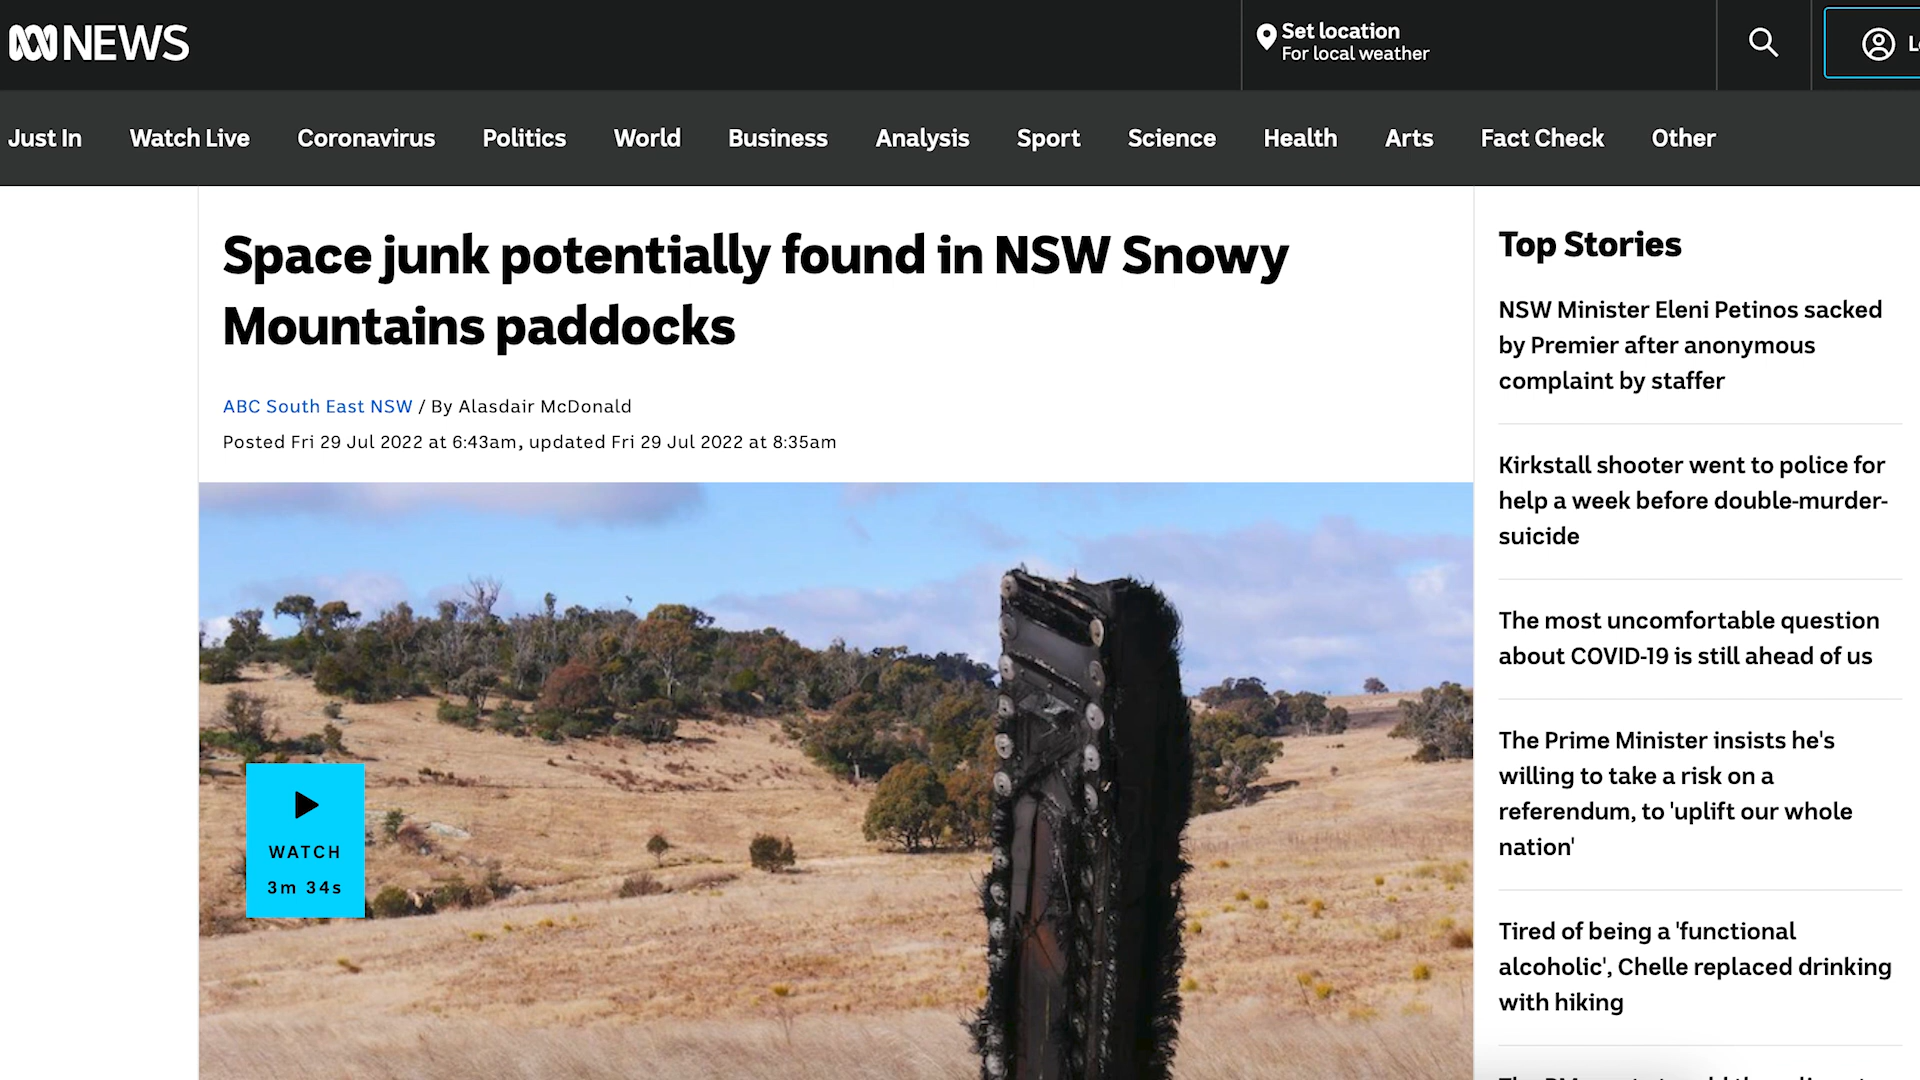 NEWS
Set location
For local weather
Just In Watch Live Coronavirus Politics World Business Analysis Sport Science Health Arts Fact Check Other
Space junk potentially found in NSW Snowy
Mountains paddocks
ABC South East NSW / By Alasdair McDonald
Posted Fri 29 Jul 2022 at 6:43am, updated Fri 29 Jul 2022 at 8:35am
WATCH
3m 34s
Top Stories
NSW Minister Eleni Petinos sacked
by Premier after anonymous
complaint by staffer
Kirkstall shooter went to police for
help a week before double-murder-
suicide
The most uncomfortable question
about COVID-19 is still ahead of us
The Prime Minister insists he's
willing to take a risk on a
referendum, to 'uplift our whole
nation'
Tired of being a 'functional
alcoholic', Chelle replaced drinking
with hiking